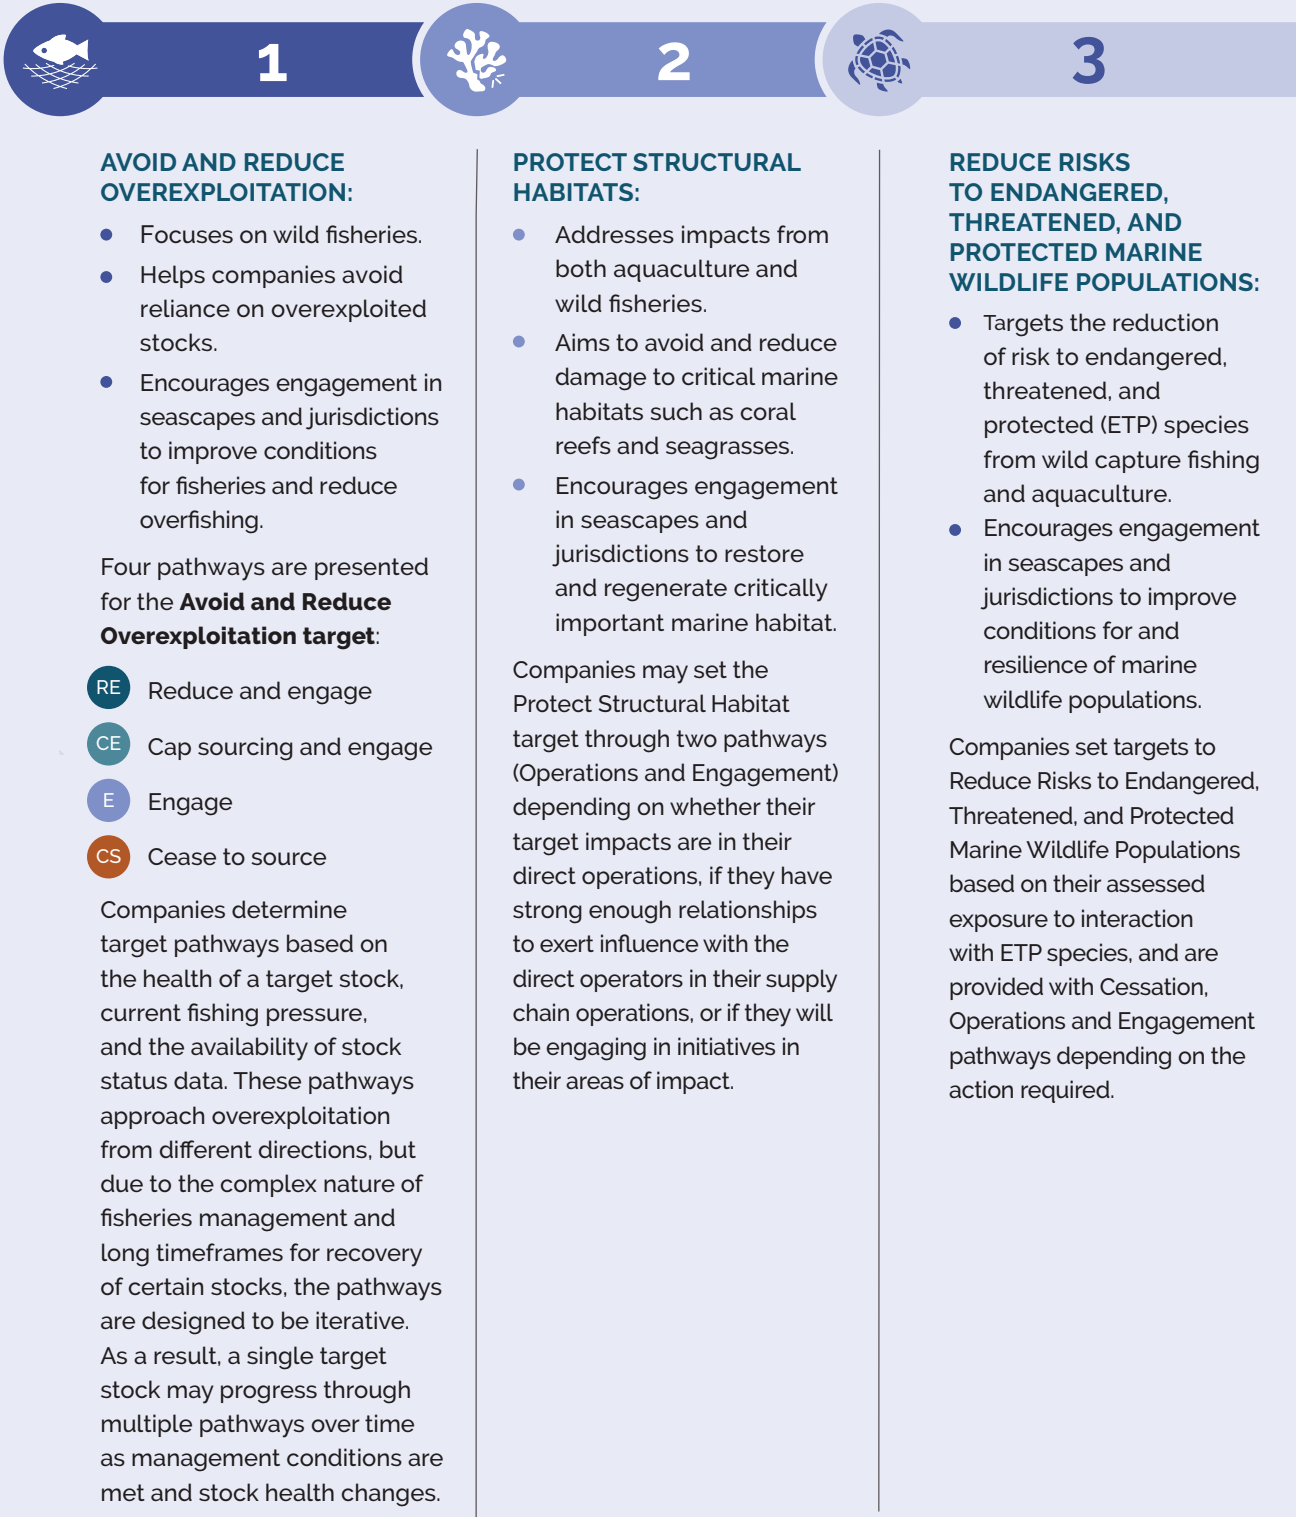 1
2
3
AVOID AND REDUCE
OVEREXPLOITATION:
Focuses on wild fisheries.
Helps companies avoid
reliance on overexploited
stocks.
Encourages engagement in
seascapes and jurisdictions
to improve conditions
for fisheries and reduce
overfishing.
Four pathways are presented
for the Avoid and Reduce
Overexploitation target:
RE Reduce and engage
CE Cap sourcing and engage
E Engage
CS Cease to source
Companies determine
target pathways based on
the health of a target stock,
current fishing pressure,
and the availability of stock
status data. These pathways
approach overexploitation
from different directions, but
due to the complex nature of
fisheries management and
long timeframes for recovery
of certain stocks, the pathways
are designed to be iterative.
As a result, a single target
stock may progress through
multiple pathways over time
as management conditions are
met and stock health changes.
PROTECT STRUCTURAL
HABITATS:
Addresses impacts from
both aquaculture and
wild fisheries.
Aims to avoid and reduce
damage to critical marine
habitats such as coral
reefs and seagrasses.
Encourages engagement
in seascapes and
jurisdictions to restore
and regenerate critically
important marine habitat.
Companies may set the
Protect Structural Habitat
target through two pathways
(Operations and Engagement)
depending on whether their
target impacts are in their
direct operations, if they have
strong enough relationships
to exert influence with the
direct operators in their supply
chain operations, or if they will
be engaging in initiatives in
their areas of impact.
REDUCE RISKS
TO ENDANGERED,
THREATENED, AND
PROTECTED MARINE
WILDLIFE POPULATIONS:
Targets the reduction
of risk to endangered,
threatened, and
protected (ETP) species
from wild capture fishing
and aquaculture.
Encourages engagement
in seascapes and
jurisdictions to improve
conditions for and
resilience of marine
wildlife populations.
Companies set targets to
Reduce Risks to Endangered,
Threatened, and Protected
Marine Wildlife Populations
based on their assessed
exposure to interaction
with ETP species, and are
provided with Cessation,
Operations and Engagement
pathways depending on the
action required.